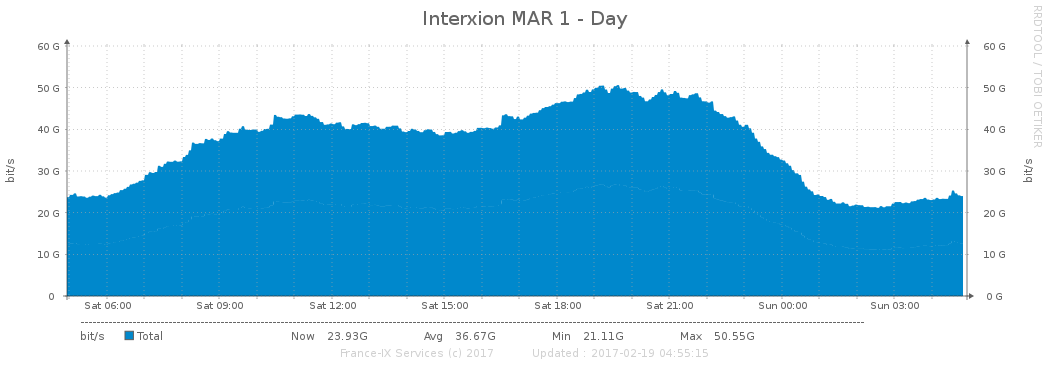 Interxion MAR 1 - Day
RRDTOOL / TOBI OETIKER
bit/s
60 G 60 G
50 G 50 G
40 G 40 G
30 G 30 G
20 G 20 G
10 G 10 G
0 0 G
bit/s
Sat 06:00 Sat 09:00 Sat 12:00 Sat 15:00 Sat 18:00 Sat 21:00 Sun 00:00 Sun 03:00
bit/s Total Now 23.93G Avg 36.67G Min 21.11G Max 50.55G
France-IX Services (c) 2017 Updated : 2017-02-19 04:55:15